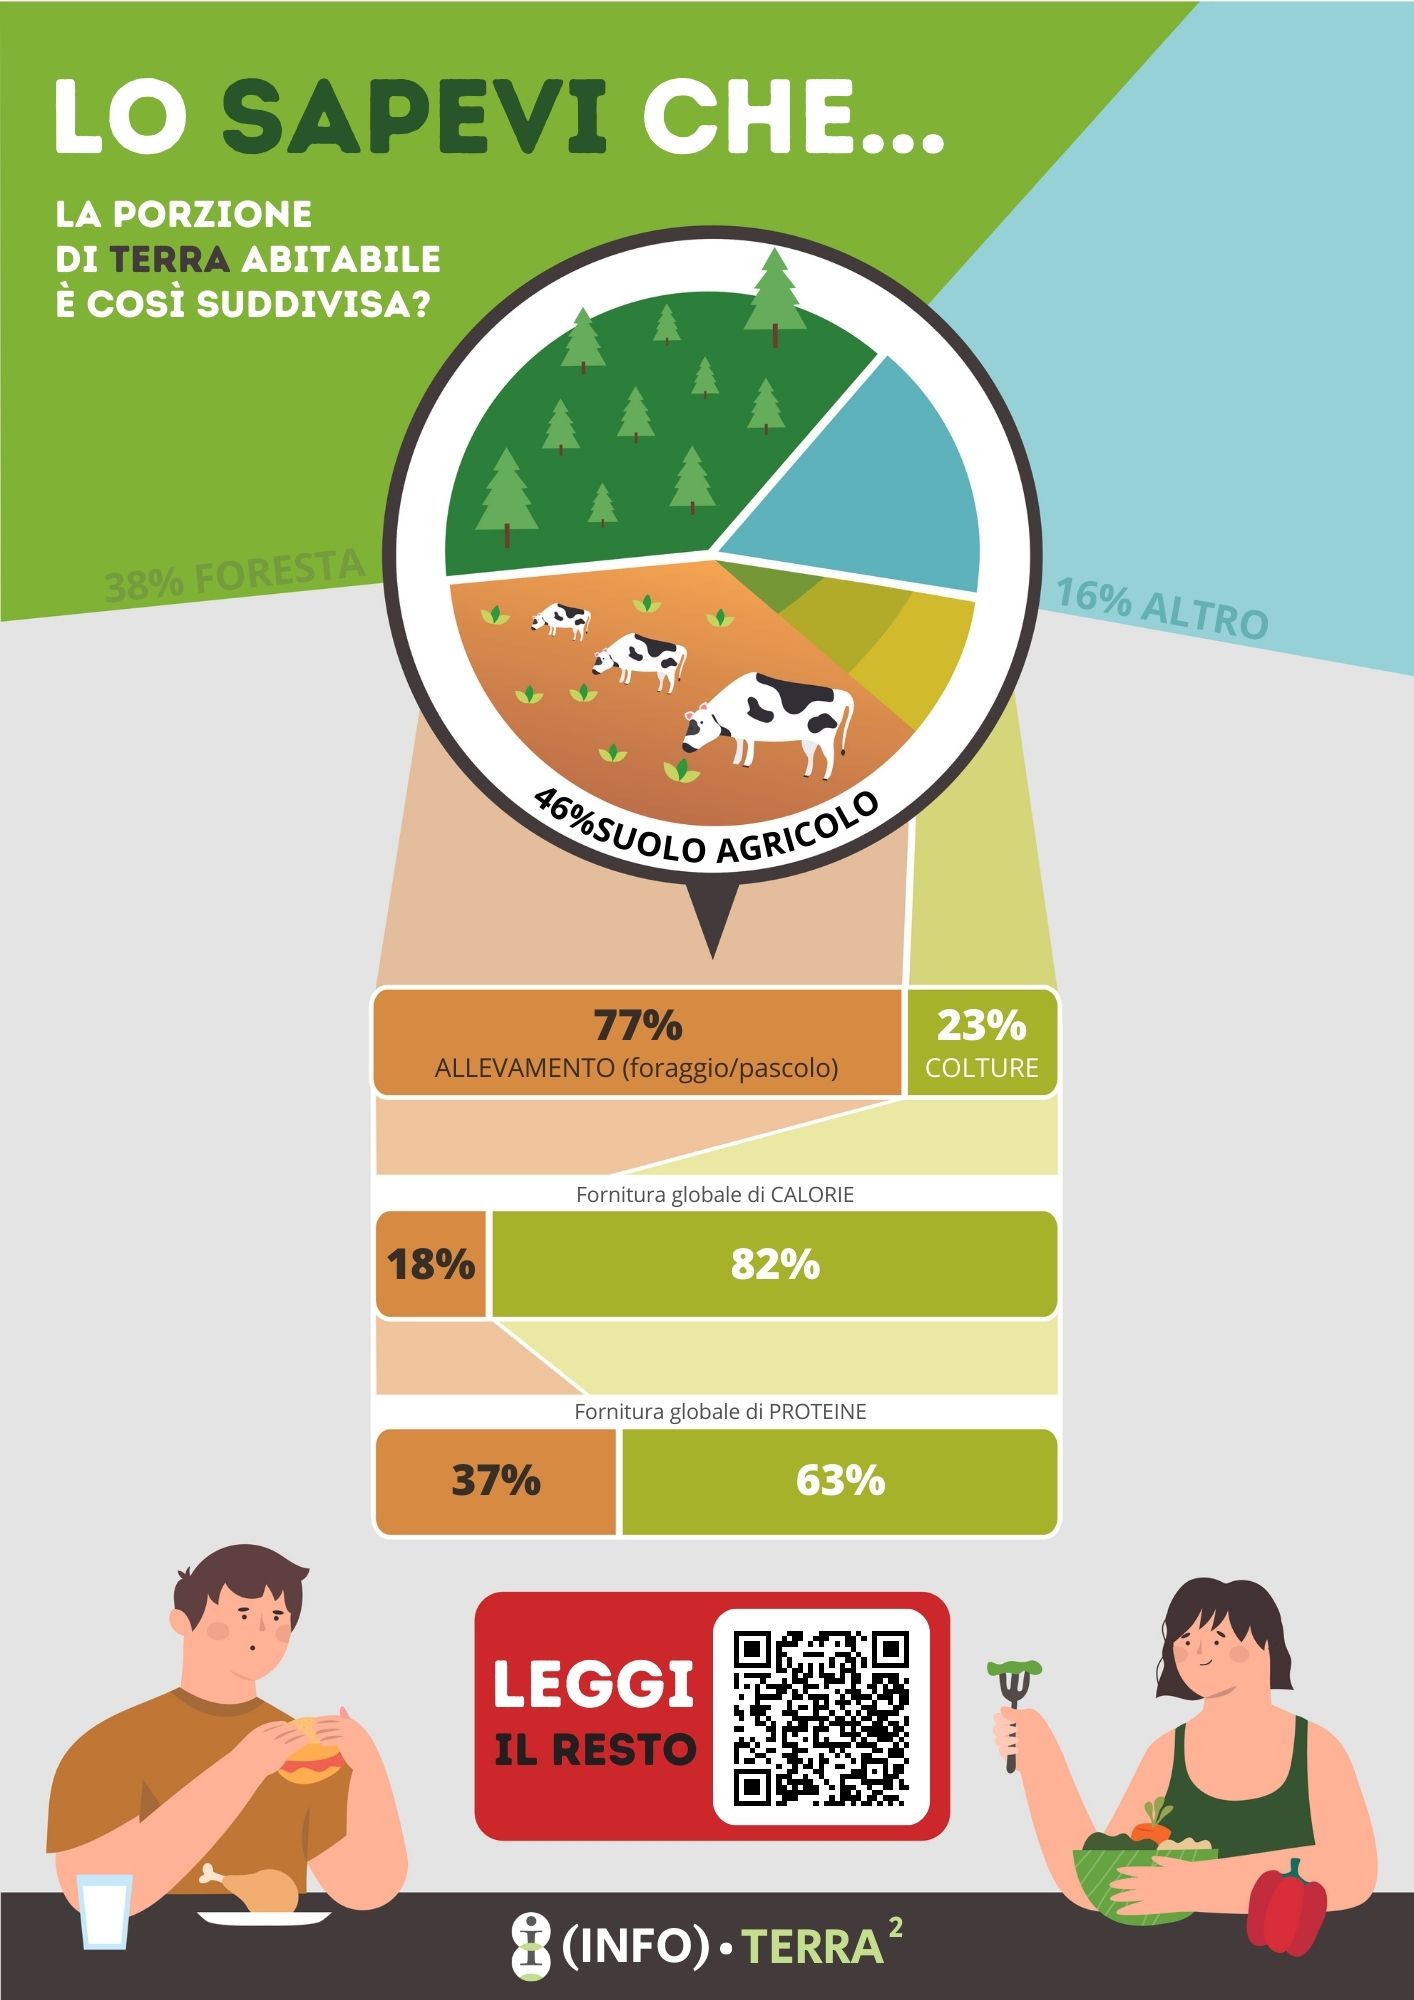 LO SAPEVI CHE...
LA PORZIONE
DI TERRA ABITABILE
È COSÌ SUDDIVISA?
38% FORESTA
16% ALTRO
46%SUOLO AGRICOLO
77%
ALLEVAMENTO (foraggio/pascolo)
23%
COLTURE
Fornitura globale di CALORIE
18%
82%
Fornitura globale di PROTEINE
37%
63%
LEGGI
IL RESTO
(INFO)·TERRA²